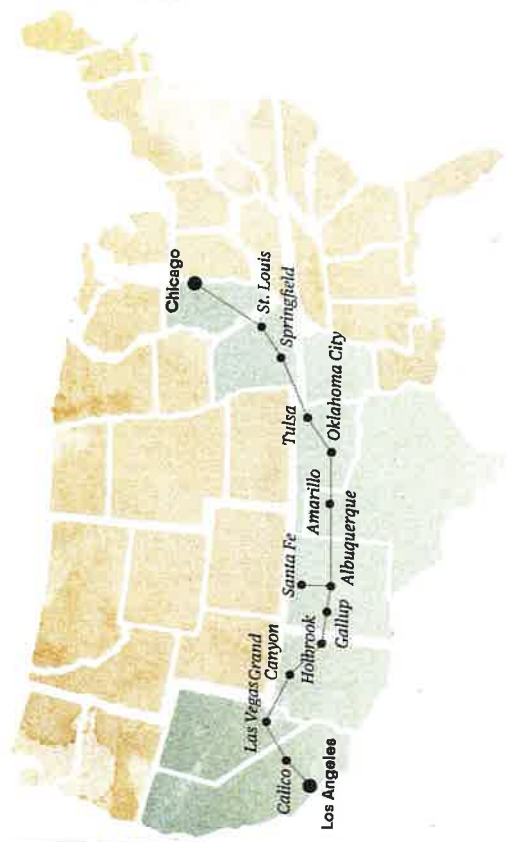 Chicago
St. Louis
Springfield
Tulsa
Oklahoma City
Amarillo
Santa Fe
Albuquerque
Gallup
Holbrook
Grand
Canyon
Las Vegas
Calico
Los Angeles